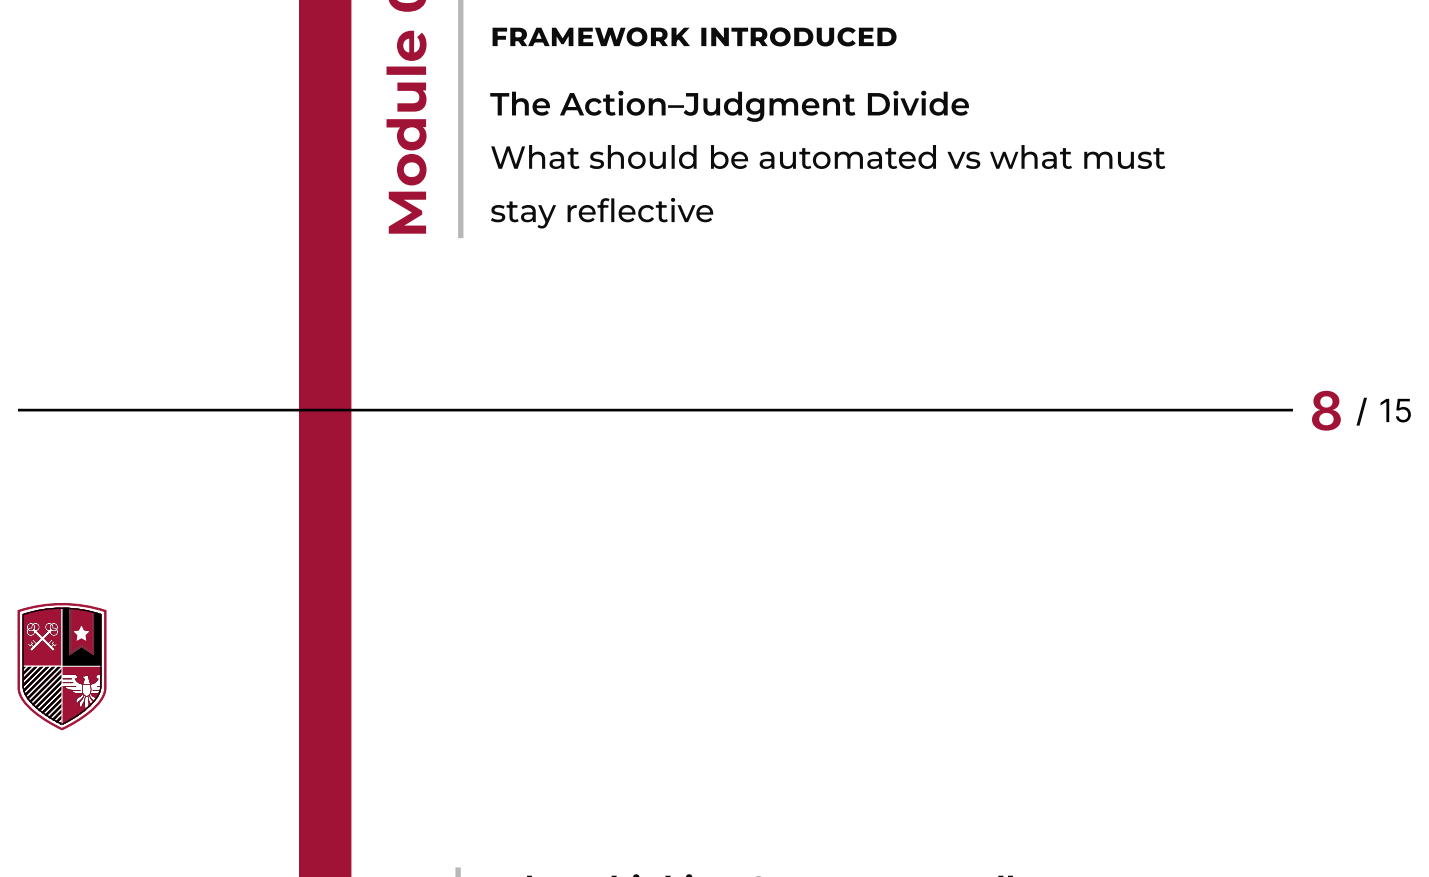 Module
FRAMEWORK INTRODUCED
The Action–Judgment Divide
What should be automated vs what must
stay reflective
8 / 15